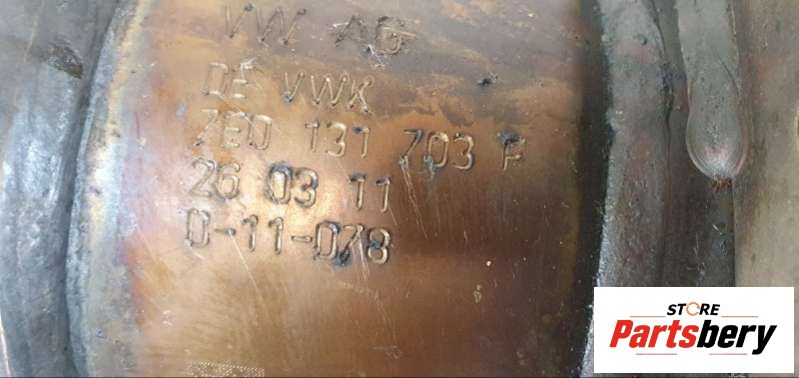 VW AG
DE VWK
7E0 131 703 F
26 03 11
0-11-078
STORE
Partsbery